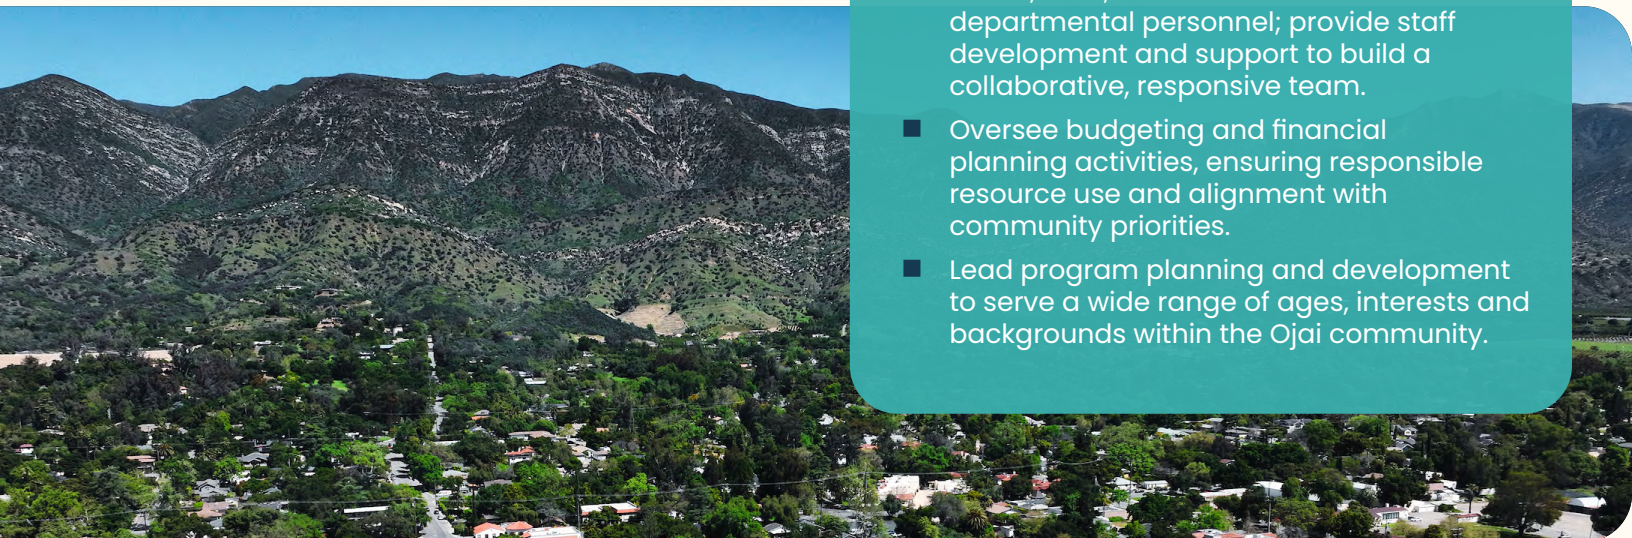 departmental personnel; provide staff
development and support to build a
collaborative, responsive team.
Oversee budgeting and financial
planning activities, ensuring responsible
resource use and alignment with
community priorities.
Lead program planning and development
to serve a wide range of ages, interests and
backgrounds within the Ojai community.